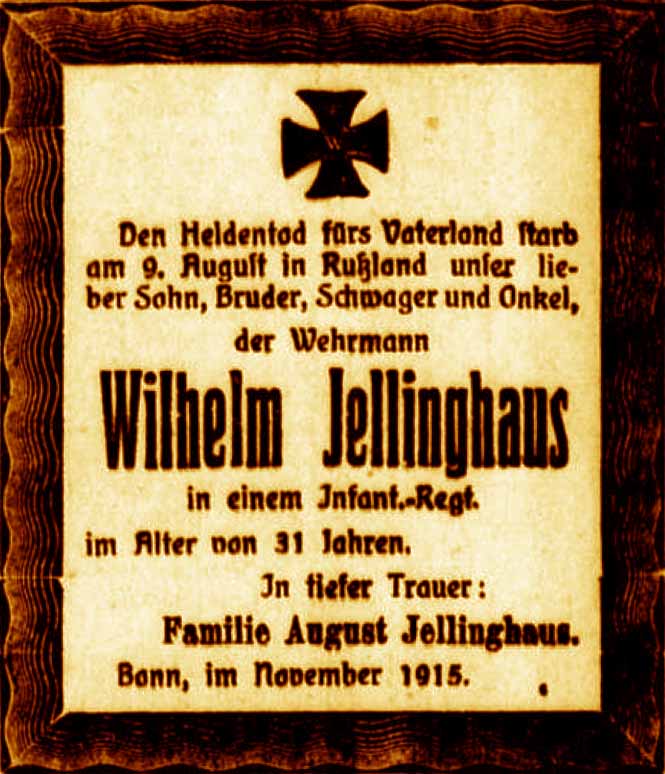 W
Den Heldentod fürs Vaterland starb
am 9. August in Rußland unser lie-
ber Sohn, Bruder, Schwager und Onkel,
der Wehrmann
Wilhelm Jellinghaus
in einem Infant.-Regt.
im Alter von 31 Jahren.
In tiefer Trauer:
Familie August Jellinghaus.
Bonn, im November 1915.